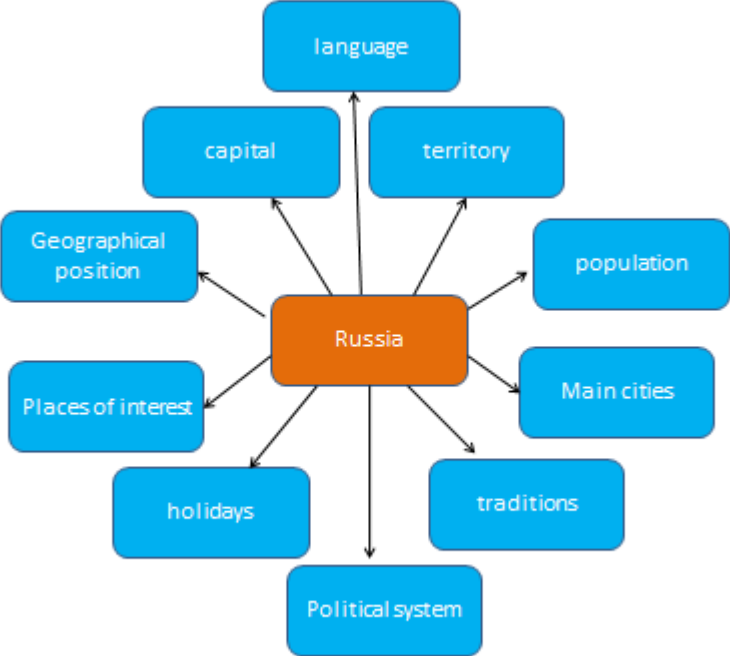 language
capital
territory
Geographical
position
population
Russia
Main cities
Places of interest
traditions
holidays
Political system